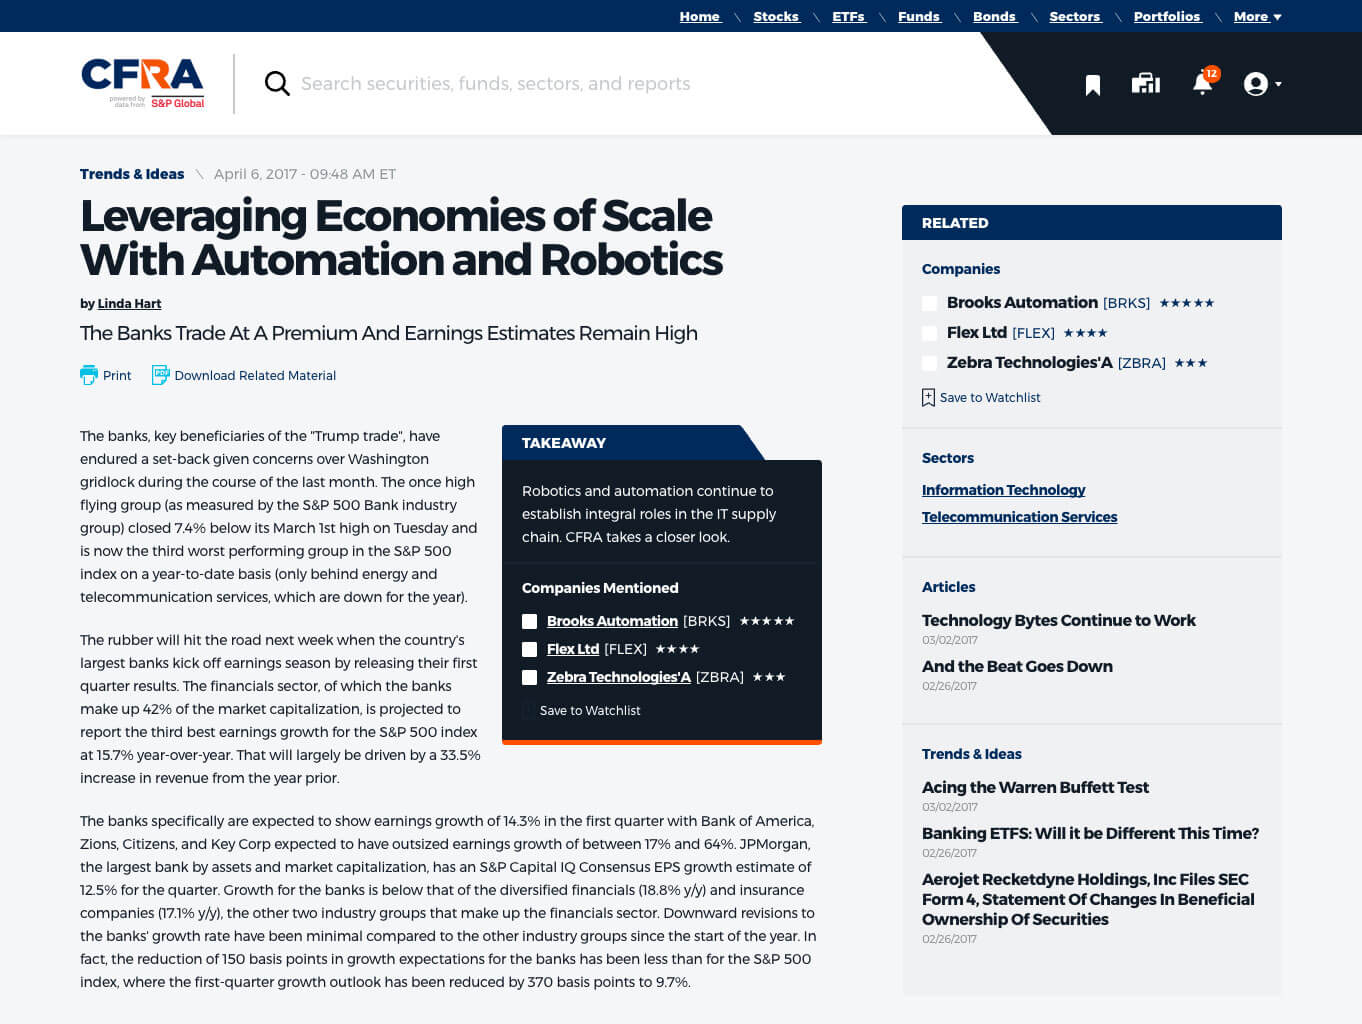 Home \ Stocks \ ETFs \ Funds \ Bonds \ Sectors \ Portfolios \ More
CFRA
powered by
data from S&P Global
Search securities, funds, sectors, and reports
12
Trends & Ideas \ April 6, 2017 - 09:48 AM ET
Leveraging Economies of Scale
With Automation and Robotics
by Linda Hart
The Banks Trade At A Premium And Earnings Estimates Remain High
Print
PDF Download Related Material
The banks, key beneficiaries of the "Trump trade", have
endured a set-back given concerns over Washington
gridlock during the course of the last month. The once high
flying group (as measured by the S&P 500 Bank industry
group) closed 7.4% below its March 1st high on Tuesday and
is now the third worst performing group in the S&P 500
index on a year-to-date basis (only behind energy and
telecommunication services, which are down for the year).
The rubber will hit the road next week when the country's
largest banks kick off earnings season by releasing their first
quarter results. The financials sector, of which the banks
make up 42% of the market capitalization, is projected to
report the third best earnings growth for the S&P 500 index
at 15.7% year-over-year. That will largely be driven by a 33.5%
increase in revenue from the year prior.
TAKEAWAY
Robotics and automation continue to
establish integral roles in the IT supply
chain. CFRA takes a closer look.
Companies Mentioned
Brooks Automation [BRKS] ★★★★★
Flex Ltd [FLEX] ★★★★
Zebra Technologies'A [ZBRA] ★★★
Save to Watchlist
The banks specifically are expected to show earnings growth of 14.3% in the first quarter with Bank of America,
Zions, Citizens, and Key Corp expected to have outsized earnings growth of between 17% and 64%. JPMorgan,
the largest bank by assets and market capitalization, has an S&P Capital IQ Consensus EPS growth estimate of
12.5% for the quarter. Growth for the banks is below that of the diversified financials (18.8% y/y) and insurance
companies (17.1% y/y), the other two industry groups that make up the financials sector. Downward revisions to
the banks' growth rate have been minimal compared to the other industry groups since the start of the year. In
fact, the reduction of 150 basis points in growth expectations for the banks has been less than for the S&P 500
index, where the first-quarter growth outlook has been reduced by 370 basis points to 9.7%.
RELATED
Companies
Brooks Automation [BRKS] ★★★★★
Flex Ltd [FLEX] ★★★★
Zebra Technologies'A [ZBRA] ★★★
Save to Watchlist
Sectors
Information Technology
Telecommunication Services
Articles
Technology Bytes Continue to Work
03/02/2017
And the Beat Goes Down
02/26/2017
Trends & Ideas
Acing the Warren Buffett Test
03/02/2017
Banking ETFS: Will it be Different This Time?
02/26/2017
Aerojet Recketdyne Holdings, Inc Files SEC
Form 4, Statement Of Changes In Beneficial
Ownership Of Securities
02/26/2017